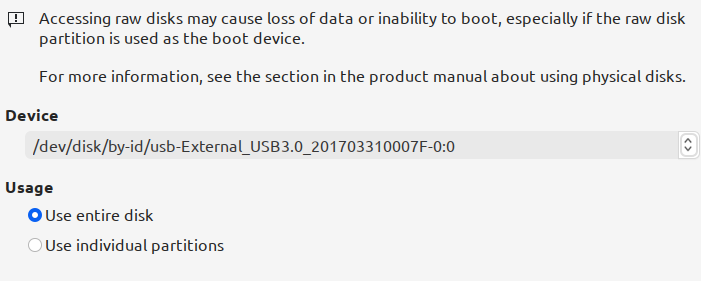 Accessing raw disks may cause loss of data or inability to boot, especially if the raw disk
partition is used as the boot device.
For more information, see the section in the product manual about using physical disks.
Device
/dev/disk/by-id/usb-External_USB3.0_201703310007F-0:0
Usage
Use entire disk
Use individual partitions